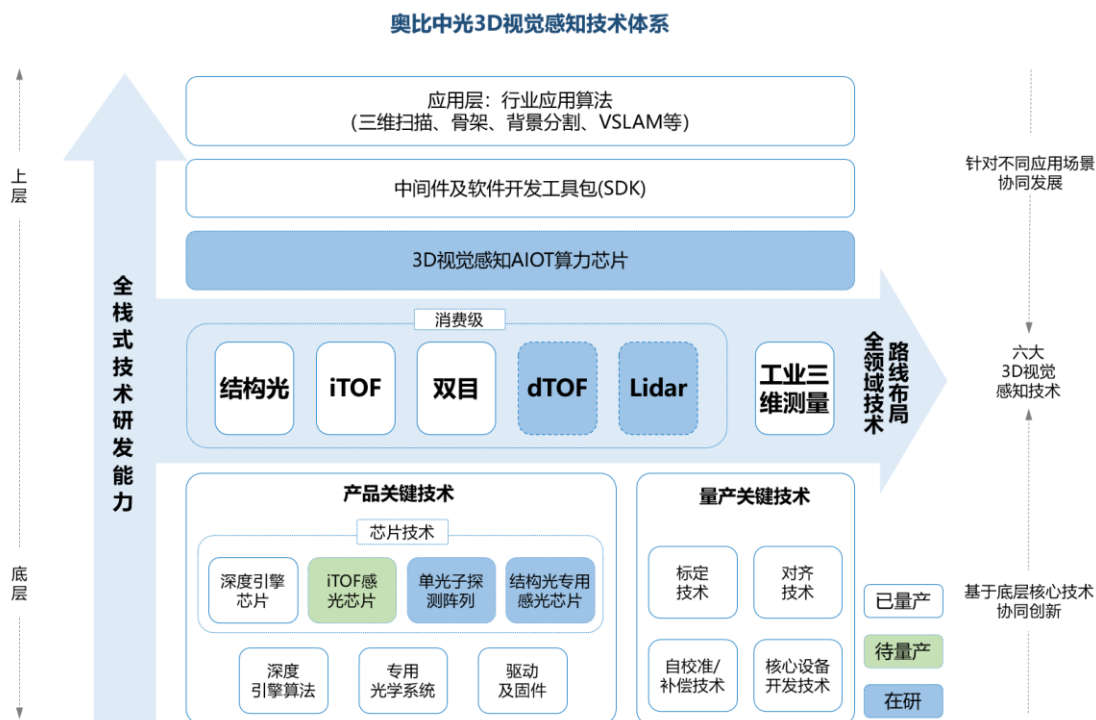 奥比中光3D视觉感知技术体系
上
层
底
层
全
栈
式
技
术
研
发
能
力
应用层：行业应用算法
（三维扫描、骨架、背景分割、VSLAM等）
中间件及软件开发工具包(SDK)
3D视觉感知AIOT算力芯片
消费级
结构光
iTOF
双目
dTOF
Lidar
工业三
维测量
全领域技术
路线布局
产品关键技术
芯片技术
深度引擎
芯片
iTOF感
光芯片
单光子探
测阵列
结构光专用
感光芯片
深度
引擎算法
专用
光学系统
驱动
及固件
量产关键技术
标定
技术
对齐
技术
自校准/
补偿技术
核心设备
开发技术
已量产
待量产
在研
针对不同应用场景
协同发展
六大
3D视觉
感知技术
基于底层核心技术
协同创新